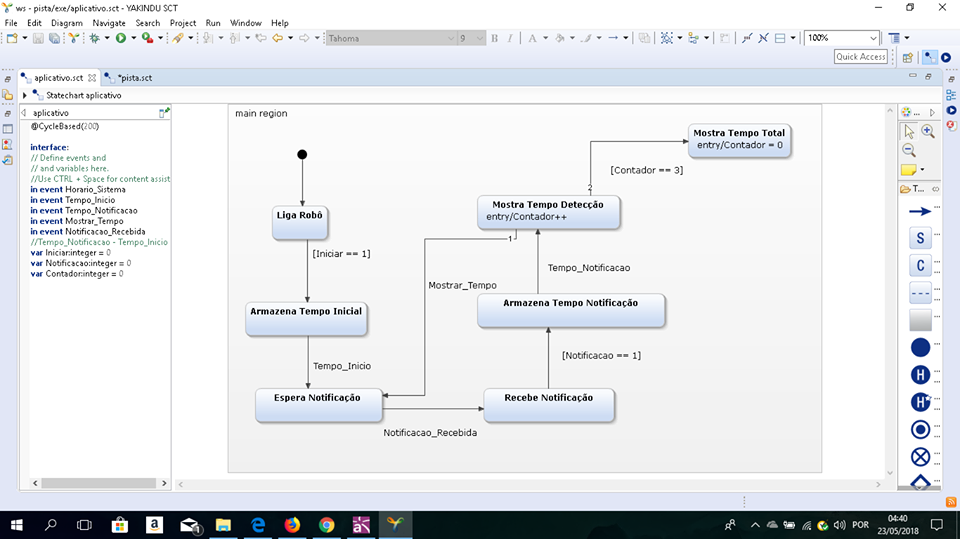 ws - pista/exe/aplicativo.sct - YAKINDU SCT
File Edit Diagram Navigate Search Project Run Window Help
Tahoma 9 B I A 100%
Quick Access
aplicativo.sct *pista.sct
Statechart aplicativo
aplicativo
@CycleBased(200)
interface:
// Define events and
// and variables here.
//Use CTRL + Space for content assist
in event Horario_Sistema
in event Tempo_Inicio
in event Tempo_Notificacao
in event Mostrar_Tempo
in event Notificacao_Recebida
//Tempo_Notificacao - Tempo_Inicio
var Iniciar:integer = 0
var Notificacao:integer = 0
var Contador:integer = 0
main region
Mostra Tempo Total
entry/Contador = 0
[Contador == 3]
2
Mostra Tempo Detecção
entry/Contador++
1
Liga Robô
[Iniciar == 1]
Tempo_Notificacao
Mostrar_Tempo
Armazena Tempo Notificação
Armazena Tempo Inicial
[Notificacao == 1]
Tempo_Inicio
Espera Notificação
Recebe Notificação
Notificacao_Recebida
T...
S
C
H
H*
a
1
POR
04:40
23/05/2018